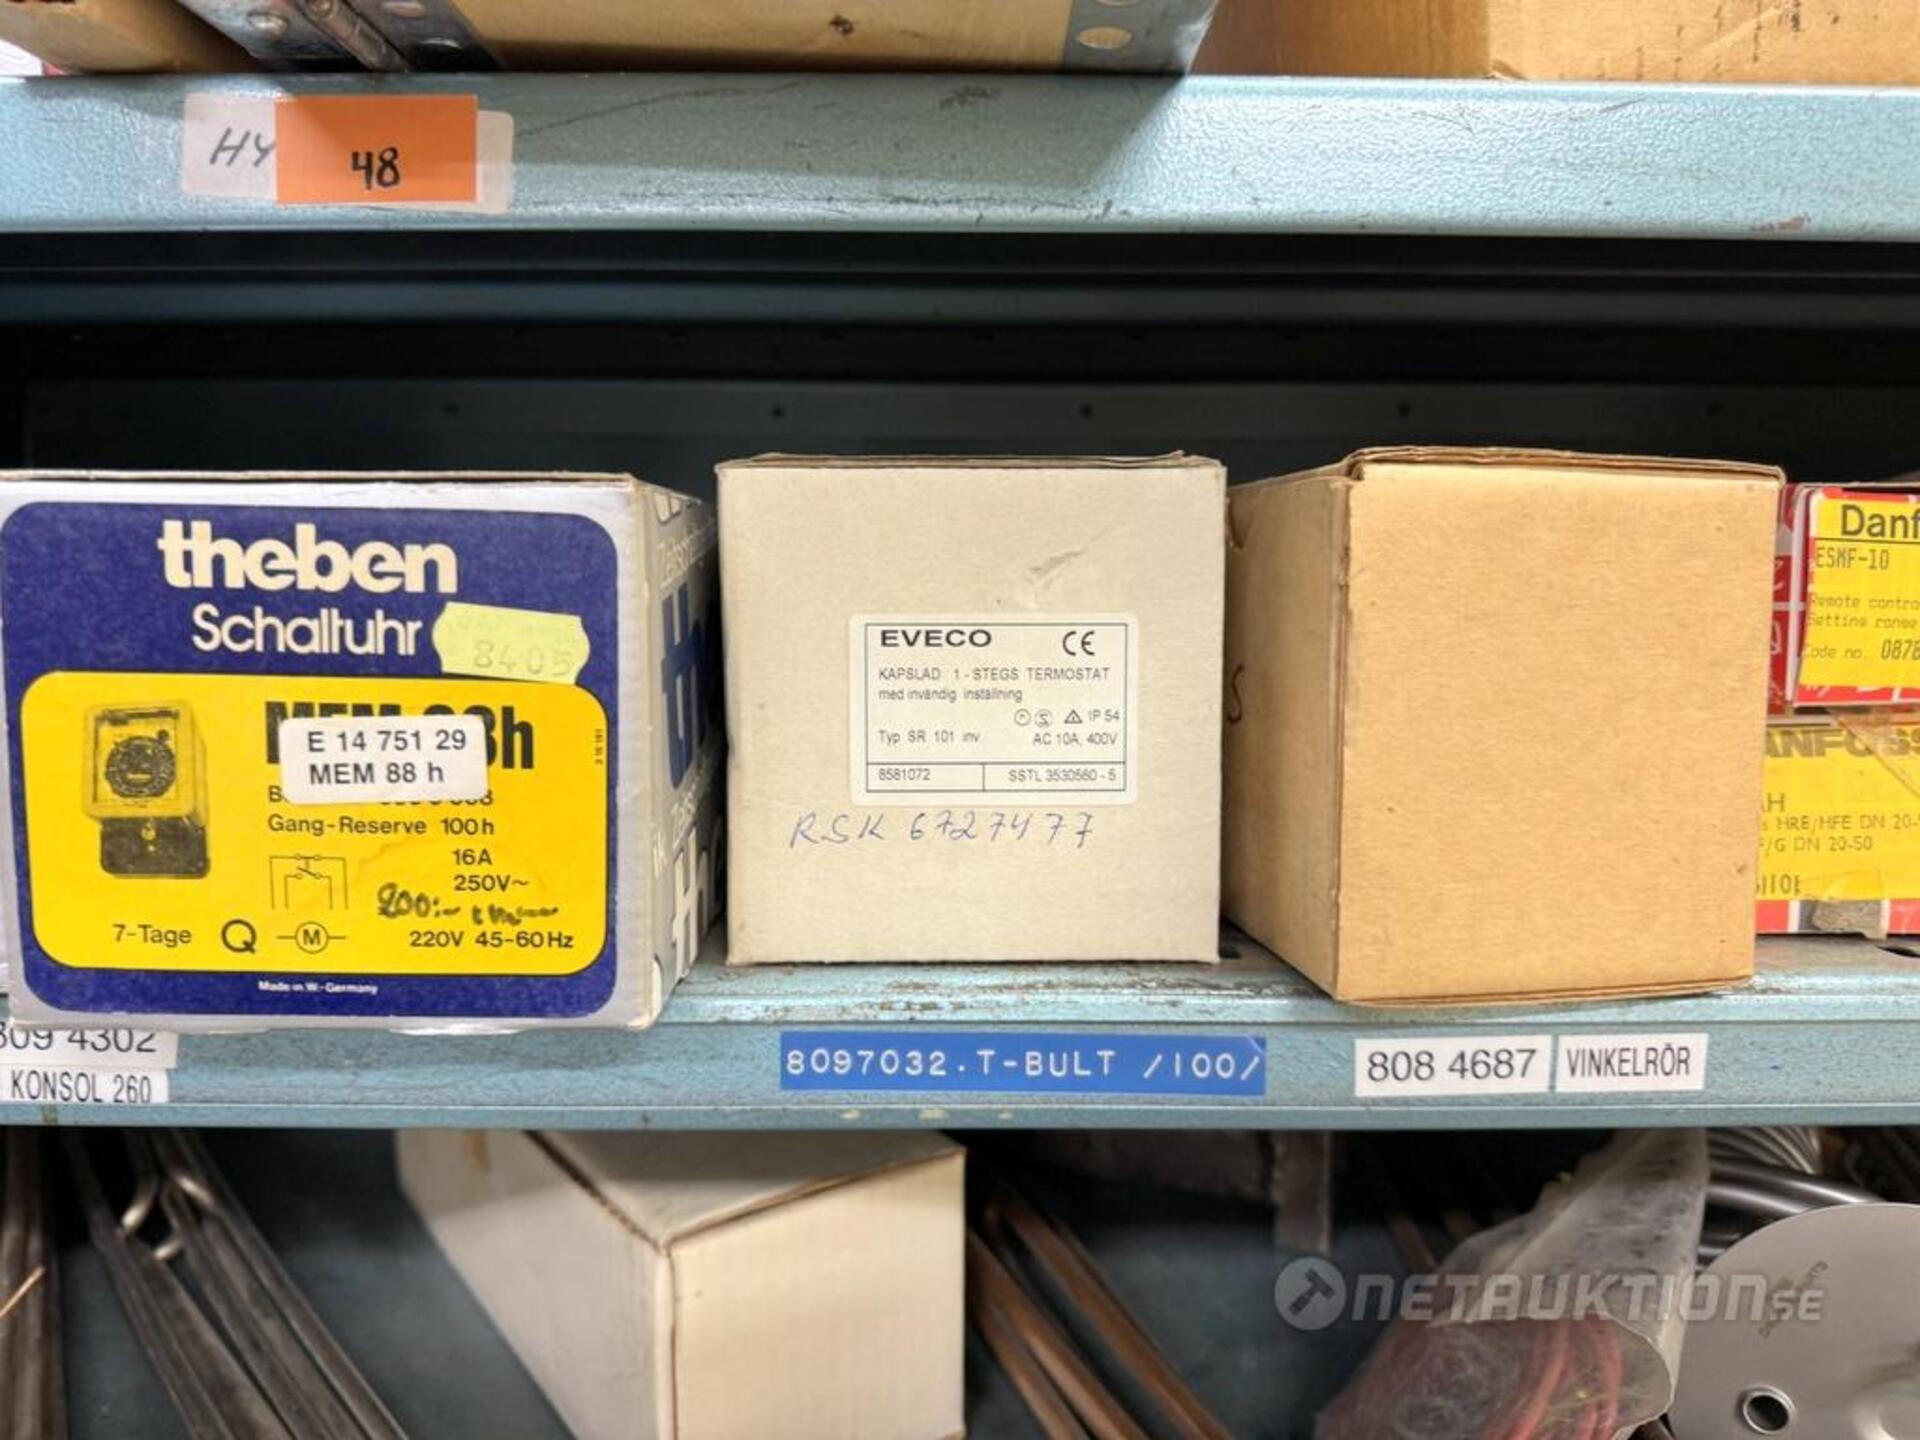 HY
48
theben
Schaltuhr
8405
E 14 751 29
MEM 88 h
Gang-Reserve 100h
16A
250V~
200:-
7-Tage
Q
M
220V 45-60Hz
Made in W.-Germany
EVECO CE
KAPSLAD 1-STEGS TERMOSTAT
med invändig inställning
IP 54
Typ SR 101 inv AC 10A, 400V
8581072 SSTL 3530560-5
RSK 6727477
S
Danf
ESMF-10
Remote contro
Setting range
Code no. 0878
ANFOSS
AH
HRE/HFE DN 20-
F/G DN 20-50
809 4302
KONSOL 260
8097032.T-BULT /100/
808 4687
VINKELRÖR
NETAUKTION.SE